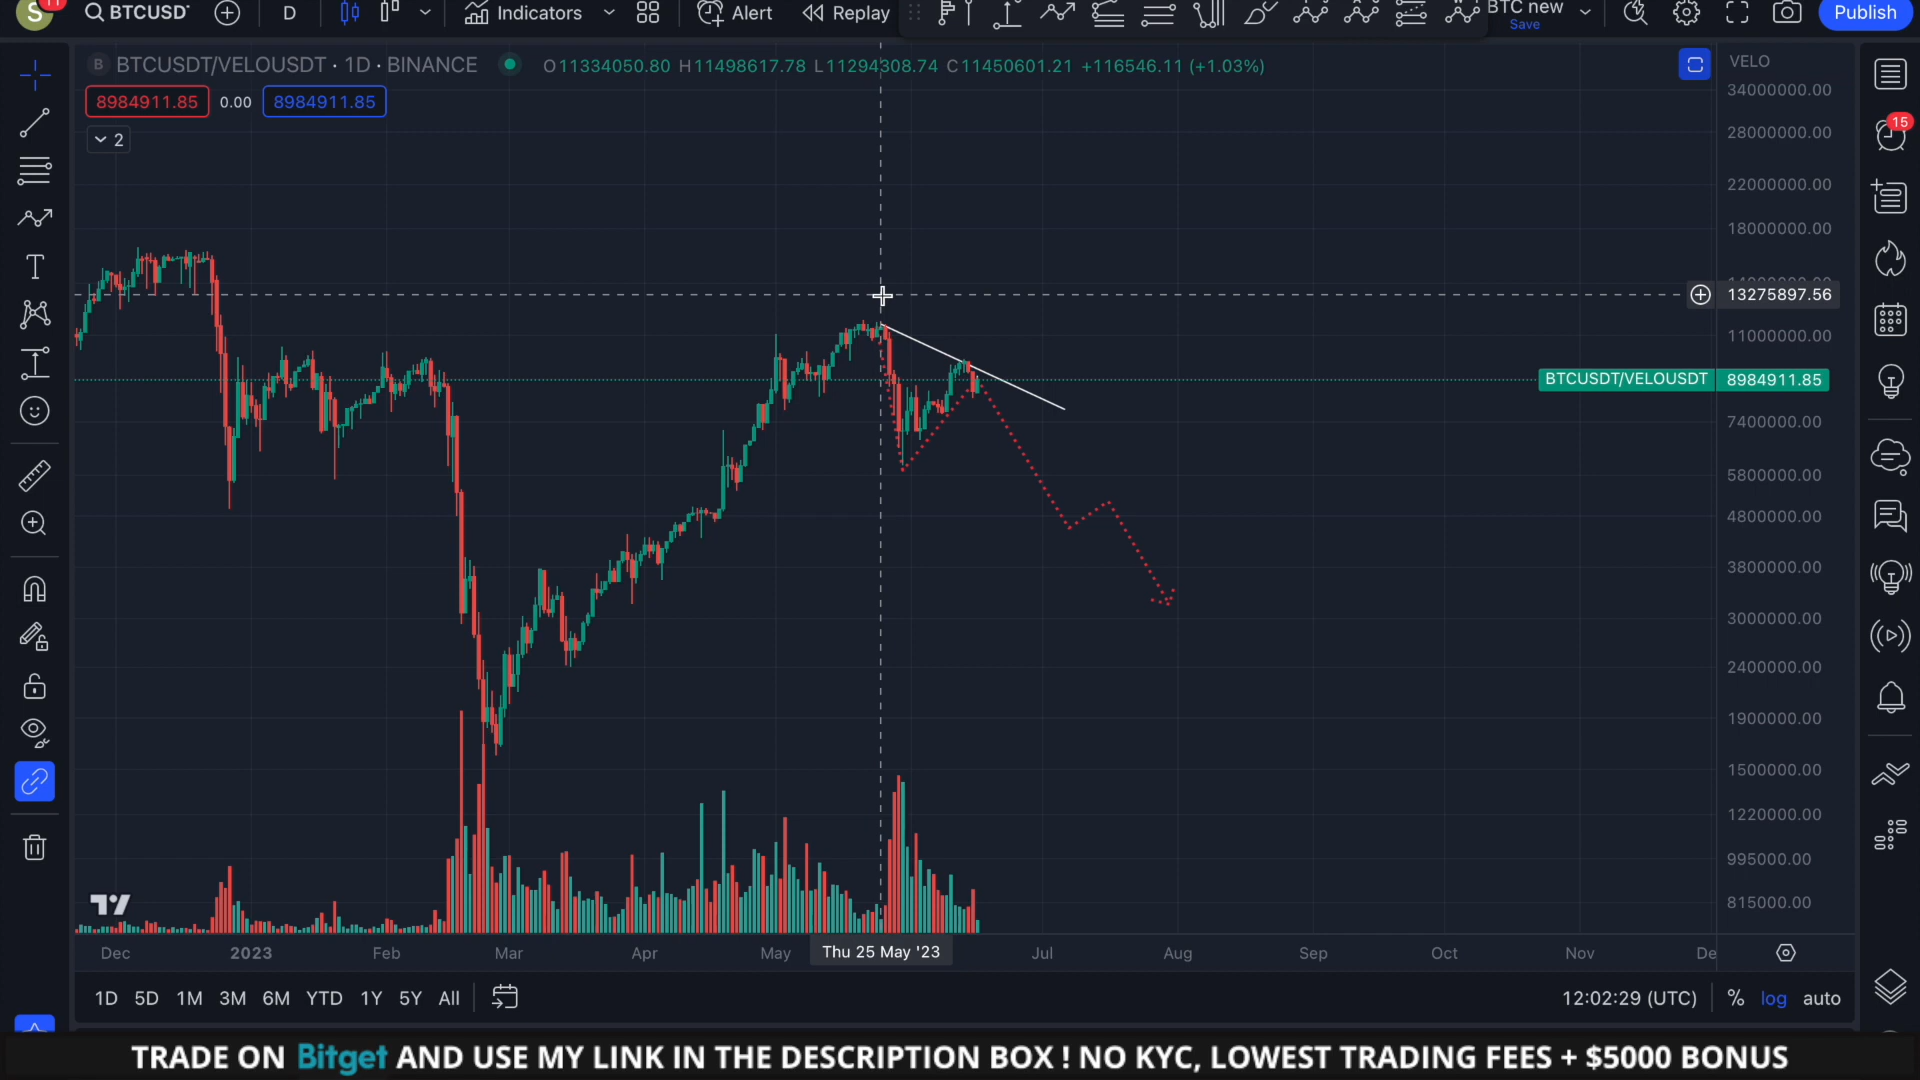 S 11 BTCUSDT D Indicators Alert Replay BTC new Publish
Save
B BTCUSDT/VELOUSDT · 1D · BINANCE O11334050.80 H11498617.78 L11294308.74 C11450601.21 +116546.11 (+1.03%) VELO
8984911.85 0.00 8984911.85
2
34000000.00
28000000.00
22000000.00
18000000.00
13275897.56
11000000.00
BTCUSDT/VELOUSDT 8984911.85
7400000.00
5800000.00
4800000.00
3800000.00
3000000.00
2400000.00
1900000.00
1500000.00
1220000.00
995000.00
815000.00
15
Dec 2023 Feb Mar Apr May Thu 25 May '23 Jul Aug Sep Oct Nov De
1D 5D 1M 3M 6M YTD 1Y 5Y All 12:02:29 (UTC) % log auto
TRADE ON Bitget AND USE MY LINK IN THE DESCRIPTION BOX ! NO KYC, LOWEST TRADING FEES + $5000 BONUS